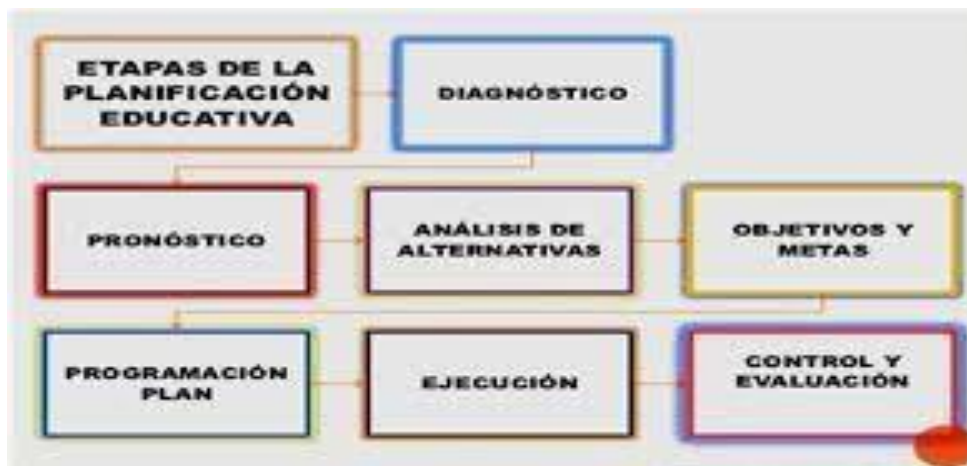 ETAPAS DE LA
PLANIFICACIÓN
EDUCATIVA
DIAGNÓSTICO
PRONÓSTICO
ANÁLISIS DE
ALTERNATIVAS
OBJETIVOS Y
METAS
PROGRAMACIÓN
PLAN
EJECUCIÓN
CONTROL Y
EVALUACIÓN